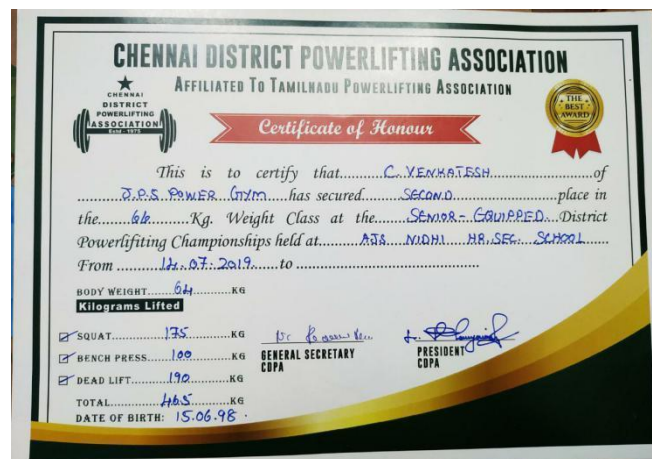 CHENNAI DISTRICT POWERLIFTING ASSOCIATION
AFFILIATED TO TAMILNADU POWERLIFTING ASSOCIATION
CHENNAI
DISTRICT
POWERLIFTING
ASSOCIATION
Estd - 1975
THE
BEST
AWARD
Certificate of Honour
This is to certify that.......C. VENKATESH.......of
.......J.P.S POWER GYM.......has secured.......SECOND.......place in
the.......66.......Kg. Weight Class at the.......SENIOR - EQUIPPED.......District
Powerlifiting Championships held at.......AJS NIDHI HR. SEC. SCHOOL.......
From.......14.07.2019.......to.......
BODY WEIGHT.......64.......KG
Kilograms Lifted
SQUAT.......175.......KG
BENCH PRESS.......100.......KG
DEAD LIFT.......190.......KG
TOTAL.......465.......KG
DATE OF BIRTH: 15.06.98.
GENERAL SECRETARY
CDPA
PRESIDENT
CDPA